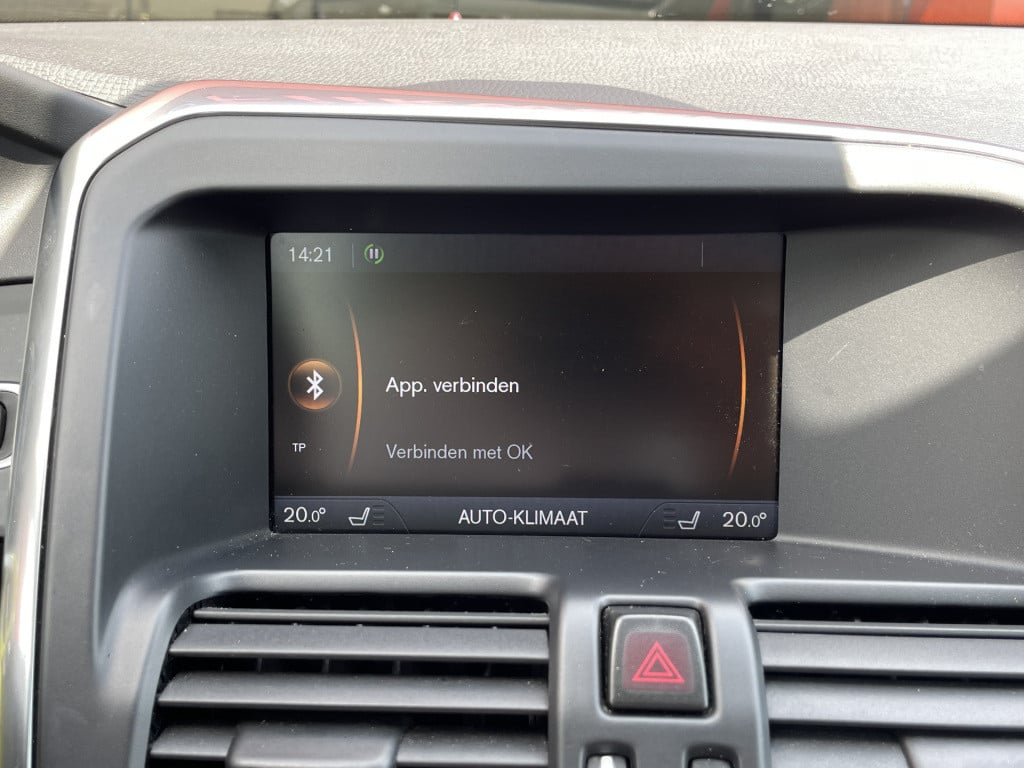 14:21
App. verbinden
TP
Verbinden met OK
20.0°
AUTO-KLIMAAT
20.0°